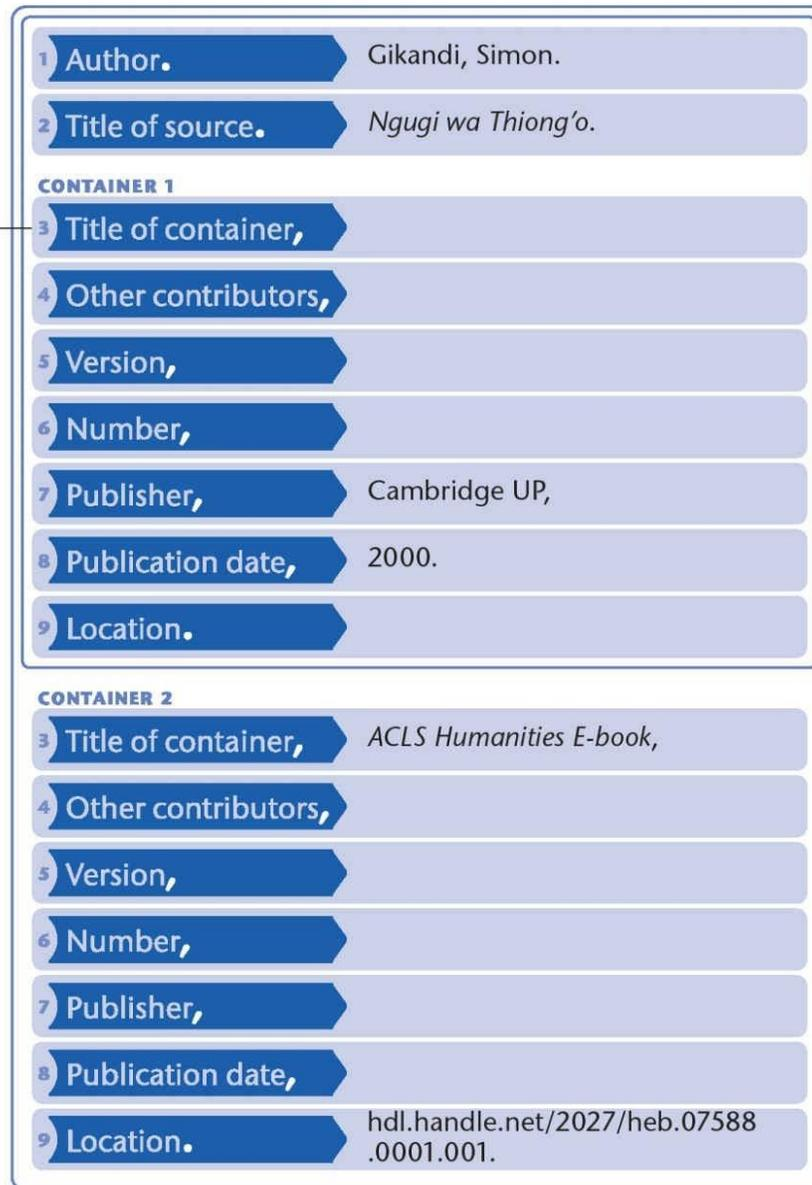 1 Author. Gikandi, Simon.
2 Title of source. Ngugi wa Thiong'o.
CONTAINER 1
3 Title of container,
4 Other contributors,
5 Version,
6 Number,
7 Publisher, Cambridge UP,
8 Publication date, 2000.
9 Location.
CONTAINER 2
3 Title of container, ACLS Humanities E-book,
4 Other contributors,
5 Version,
6 Number,
7 Publisher,
8 Publication date,
9 Location. hdl.handle.net/2027/heb.07588
.0001.001.